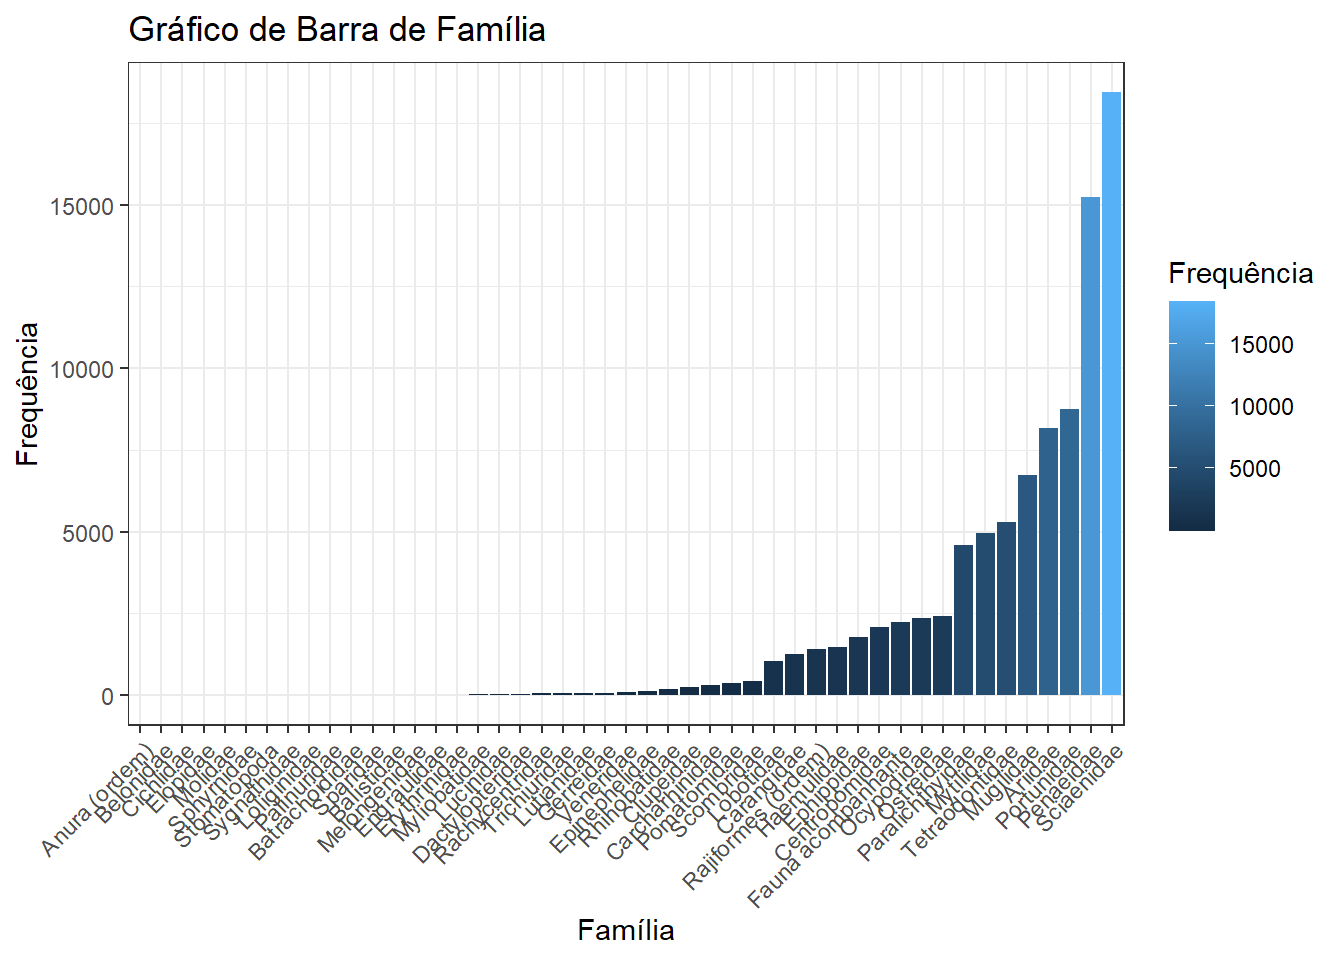 Gráfico de Barra de Família
Frequência
15000
10000
5000
0
Anura (ordem)
Belonidae
Cichlidae
Elopidae
Molidae
Sphyrnidae
Stomatopoda
Sygnathidae
Loliginidae
Palinuridae
Batrachoididae
Sparidae
Balistidae
Melongenidae
Engraulidae
Erythrinidae
Myliobatidae
Lucinidae
Dactylopteridae
Rachycentridae
Trichiuridae
Lutjanidae
Gerreidae
Veneridae
Epinephelidae
Rhinobatidae
Clupeidae
Carcharhinidae
Pomatomidae
Scombridae
Lobotidae
Carangidae
Rajiformes (ordem)
Haemulidae
Ephippidae
Centropomidae
Fauna acompanhante
Ocypodidae
Ostreidae
Paralichthyidae
Mytilidae
Tetraodontidae
Mugilidae
Ariidae
Portunidae
Penaeidae
Sciaenidae
Família
Frequência
15000
10000
5000